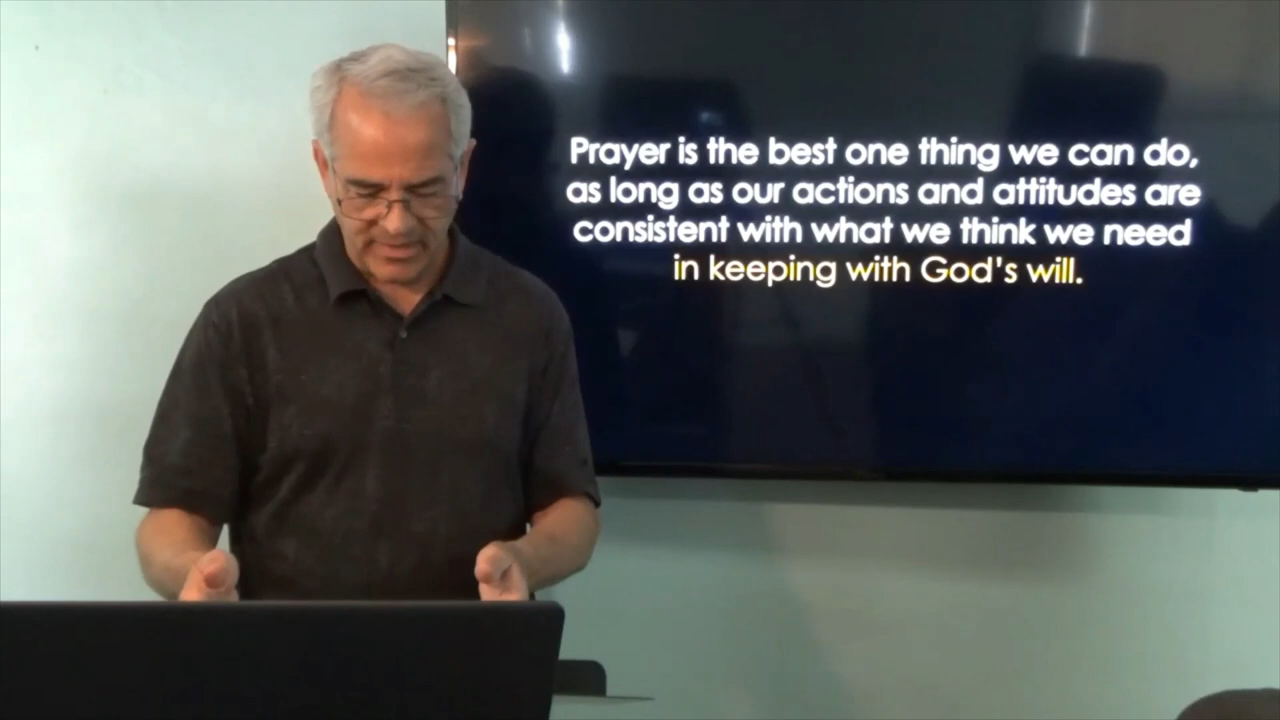 Prayer is the best one thing we can do,
as long as our actions and attitudes are
consistent with what we think we need
in keeping with God's will.